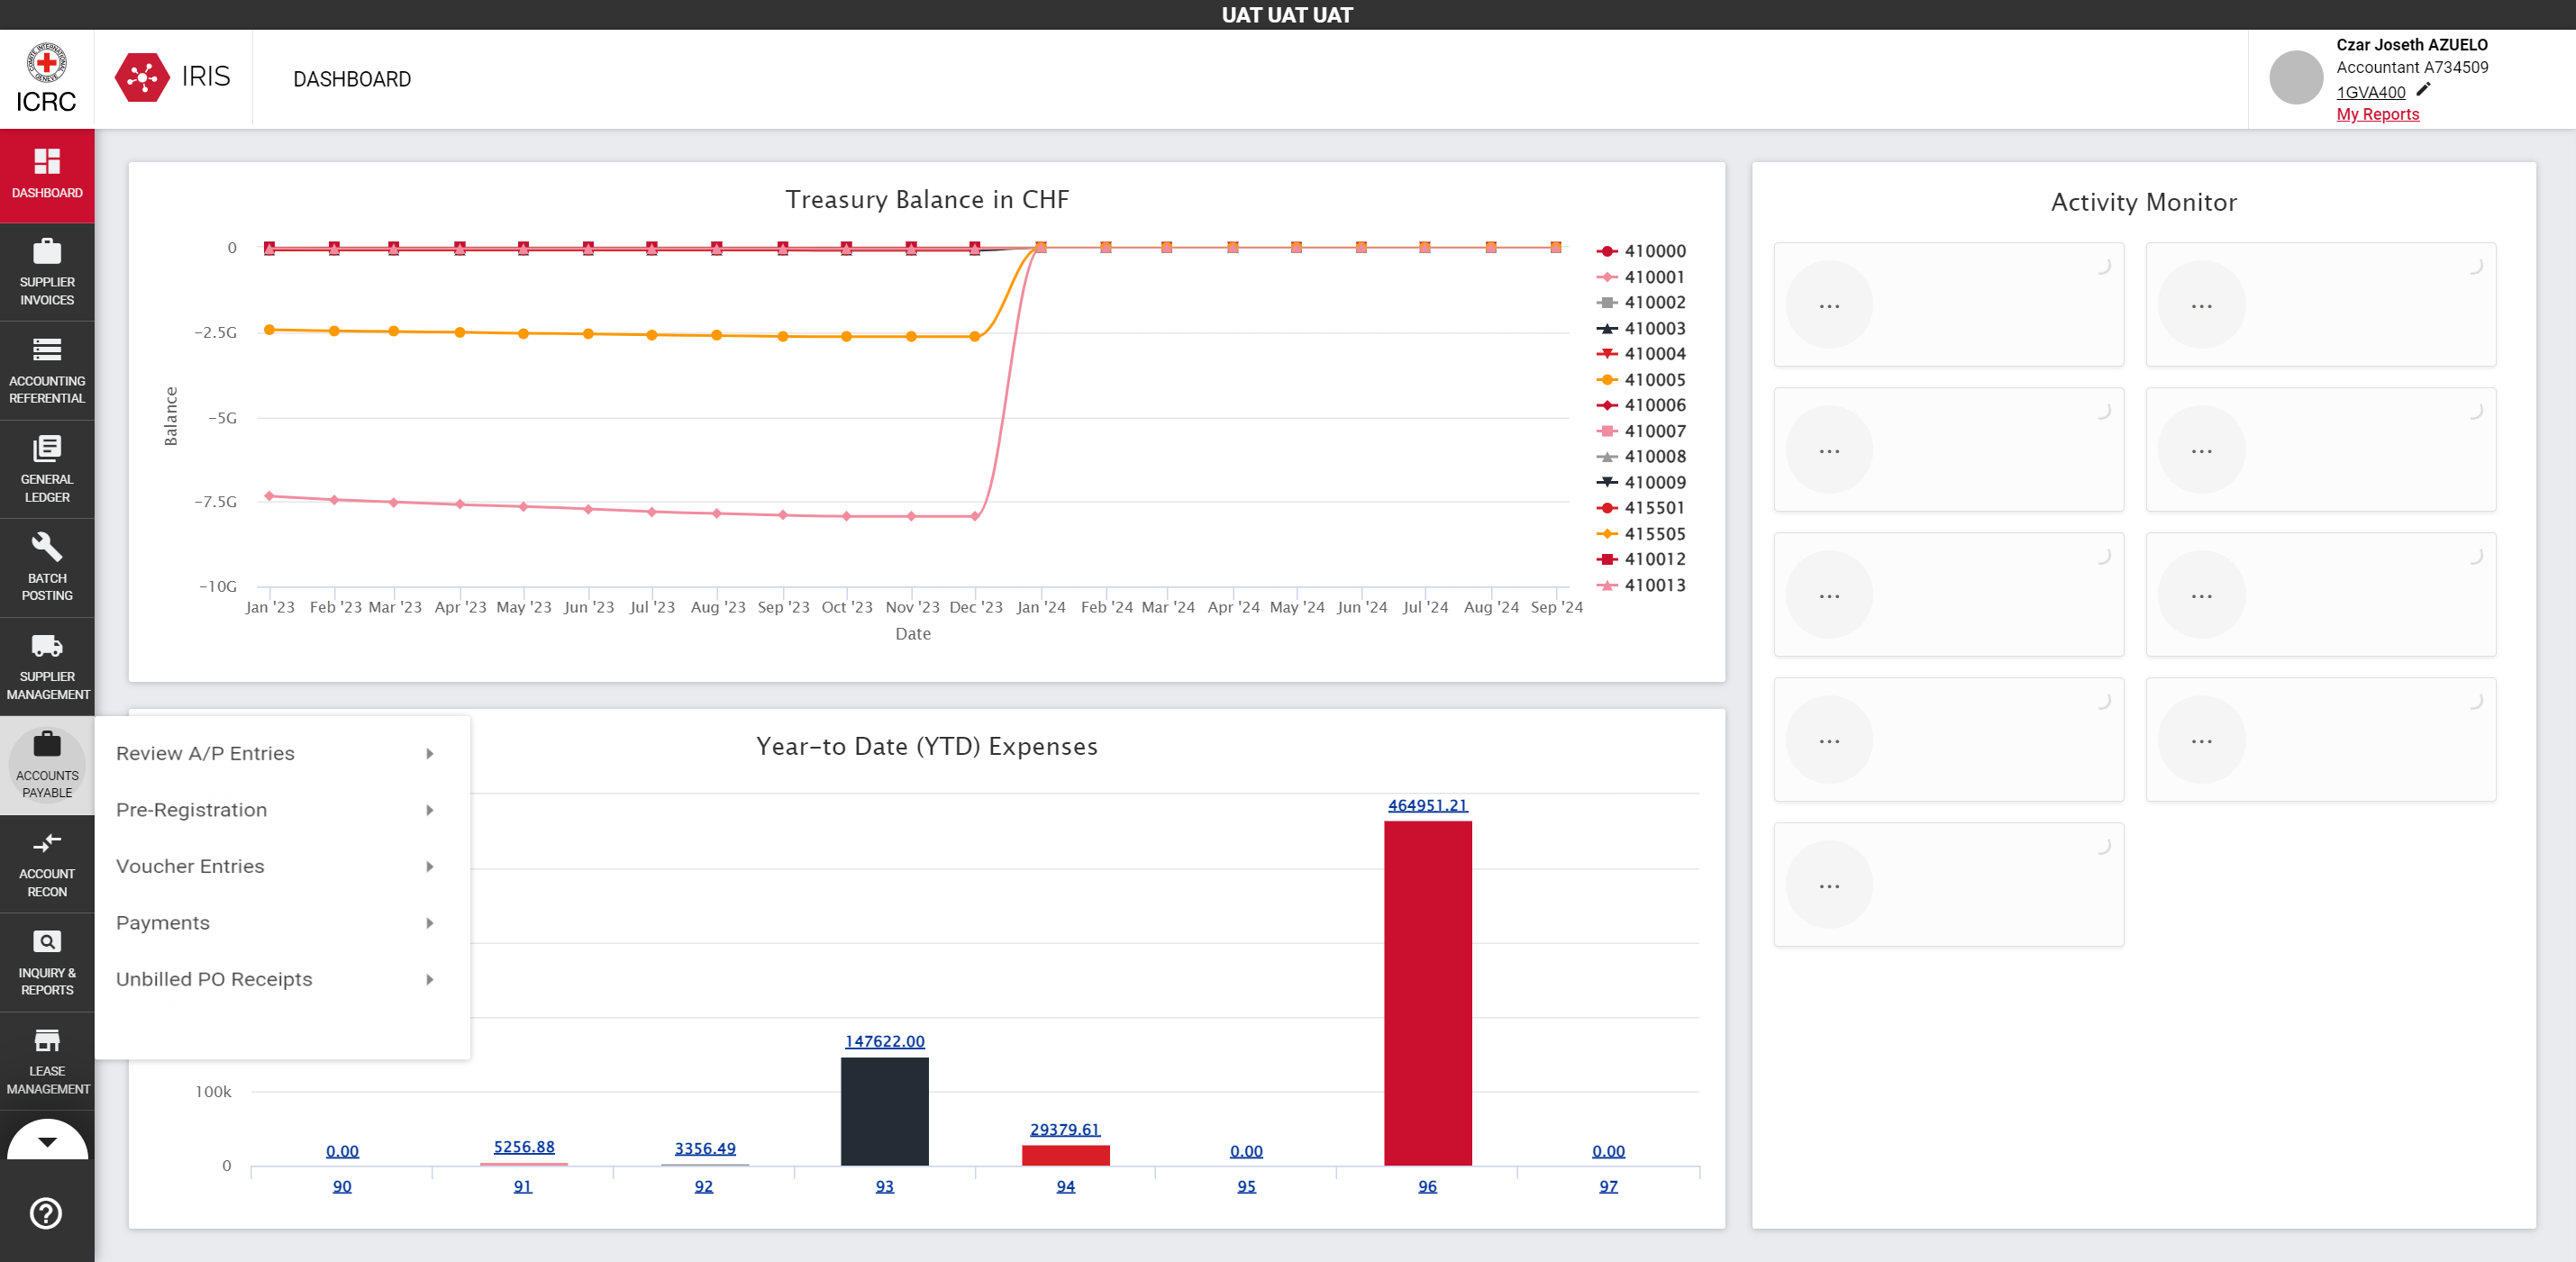 UAT UAT UAT
ICRC
IRIS
DASHBOARD
Czar Joseth AZUELO
Accountant A734509
1GVA400
My Reports
DASHBOARD
SUPPLIER
INVOICES
ACCOUNTING
REFERENTIAL
GENERAL
LEDGER
BATCH
POSTING
SUPPLIER
MANAGEMENT
ACCOUNTS
PAYABLE
ACCOUNT
RECON
INQUIRY &
REPORTS
LEASE
MANAGEMENT
Review A/P Entries
Pre-Registration
Voucher Entries
Payments
Unbilled PO Receipts
Treasury Balance in CHF
0
−2.5G
−5G
−7.5G
−10G
Balance
Jan '23 Feb '23 Mar '23 Apr '23 May '23 Jun '23 Jul '23 Aug '23 Sep '23 Oct '23 Nov '23 Dec '23 Jan '24 Feb '24 Mar '24 Apr '24 May '24 Jun '24 Jul '24 Aug '24 Sep '24
Date
410000
410001
410002
410003
410004
410005
410006
410007
410008
410009
415501
415505
410012
410013
Year-to Date (YTD) Expenses
100k
0
0.00
5256.88
3356.49
147622.00
29379.61
0.00
464951.21
0.00
90 91 92 93 94 95 96 97
Activity Monitor
...
...
...
...
...
...
...
...
...